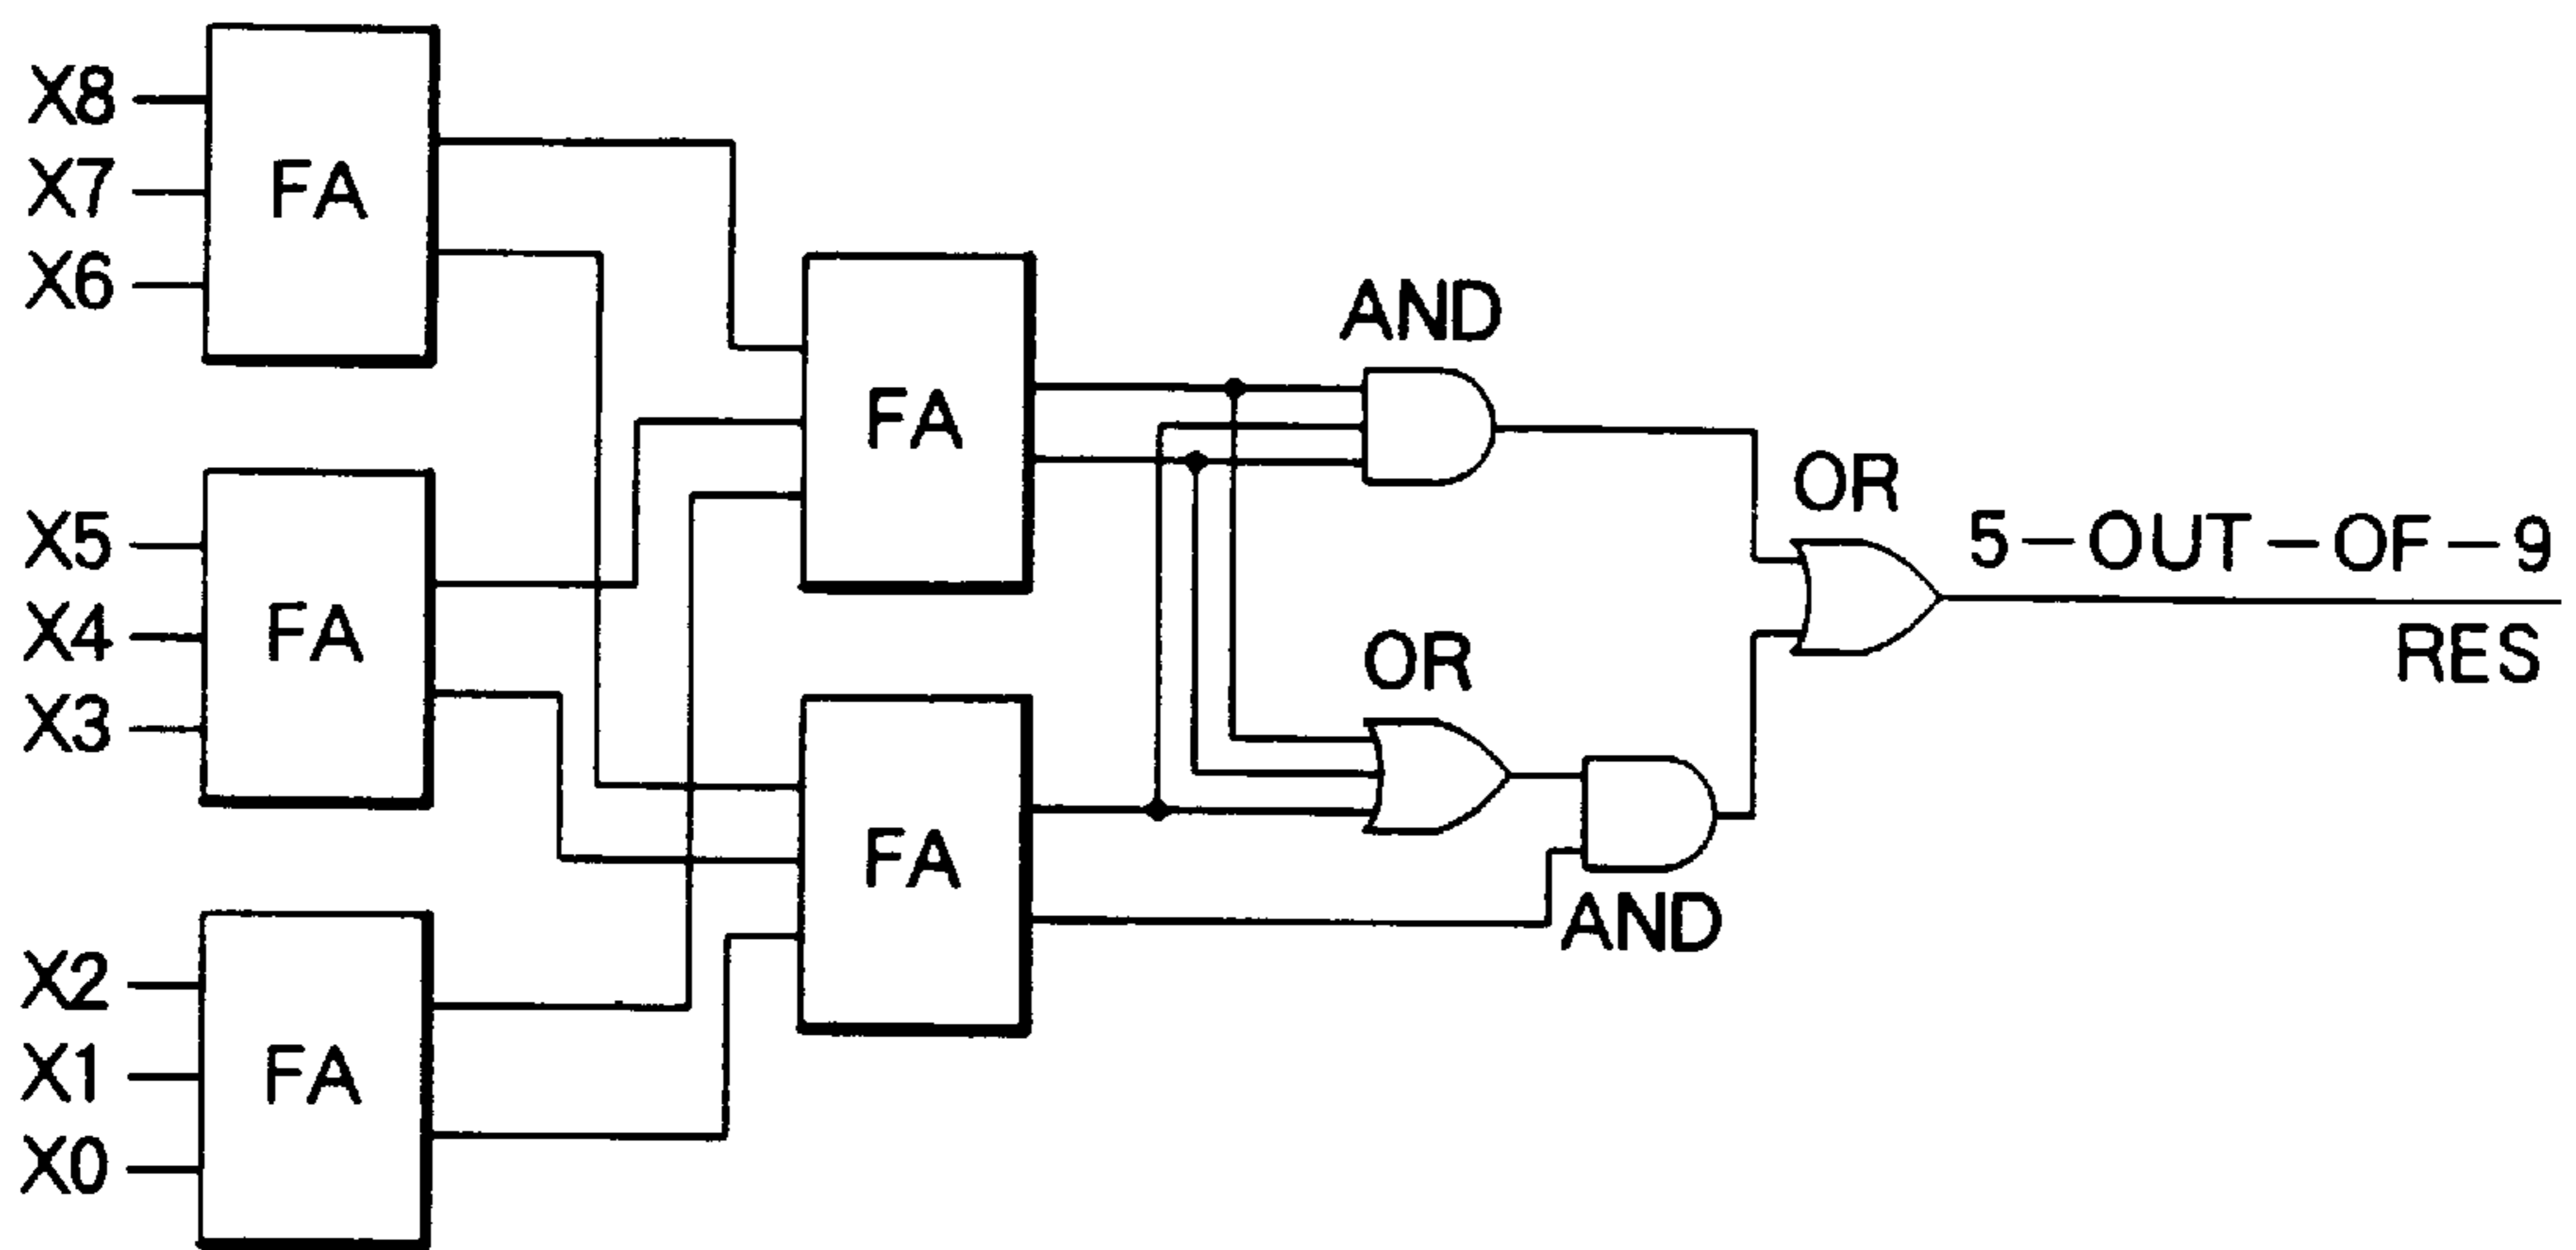 X8
X7
X6
FA
X5
X4
X3
FA
X2
X1
X0
FA
FA
FA
AND
OR
AND
OR
5-OUT-OF-9
RES